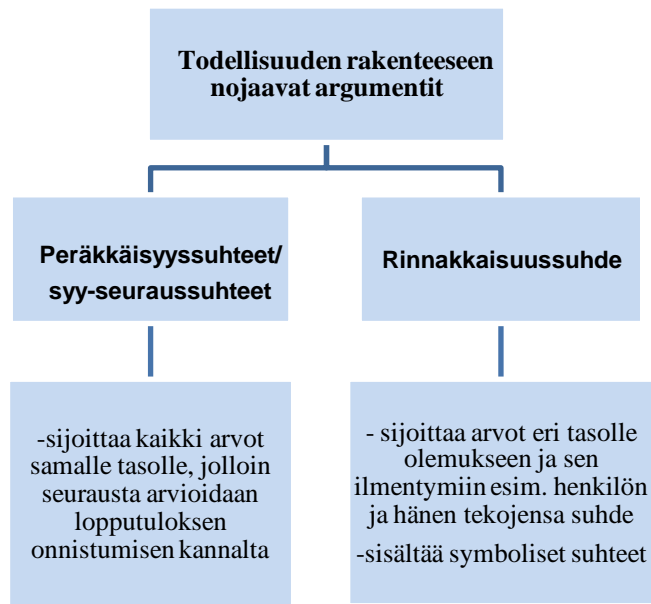 Todellisuuden rakenteeseen
nojaavat argumentit
Peräkkäisyyssuhteet/
syy-seuraussuhteet
Rinnakkaisuussuhde
-sijoittaa kaikki arvot
samalle tasolle, jolloin
seurausta arvioidaan
lopputuloksen
onnistumisen kannalta
- sijoittaa arvot eri tasolle
olemukseen ja sen
ilmentymiin esim. henkilön
ja hänen tekojensa suhde
-sisältää symboliset suhteet